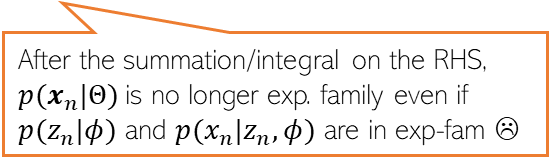 After the summation/integral on the RHS,
𝑝(𝒙ₙ|Θ) is no longer exp. family even if
𝑝(𝑧ₙ|𝜙) and 𝑝(𝑥ₙ|𝑧ₙ, 𝜙) are in exp-fam ☹